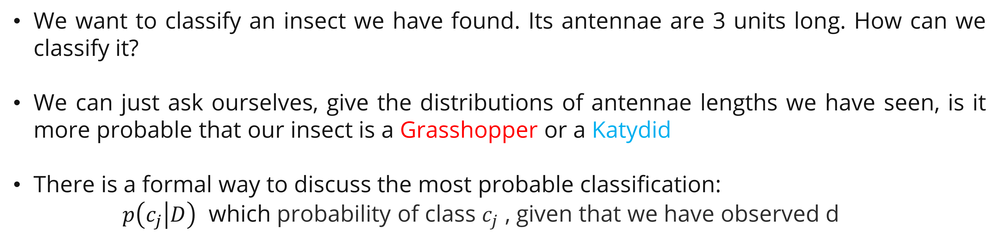 • We want to classify an insect we have found. Its antennae are 3 units long. How can we
classify it?
• We can just ask ourselves, give the distributions of antennae lengths we have seen, is it
more probable that our insect is a Grasshopper or a Katydid
• There is a formal way to discuss the most probable classification:
p(cⱼ|D) which probability of class cⱼ , given that we have observed d